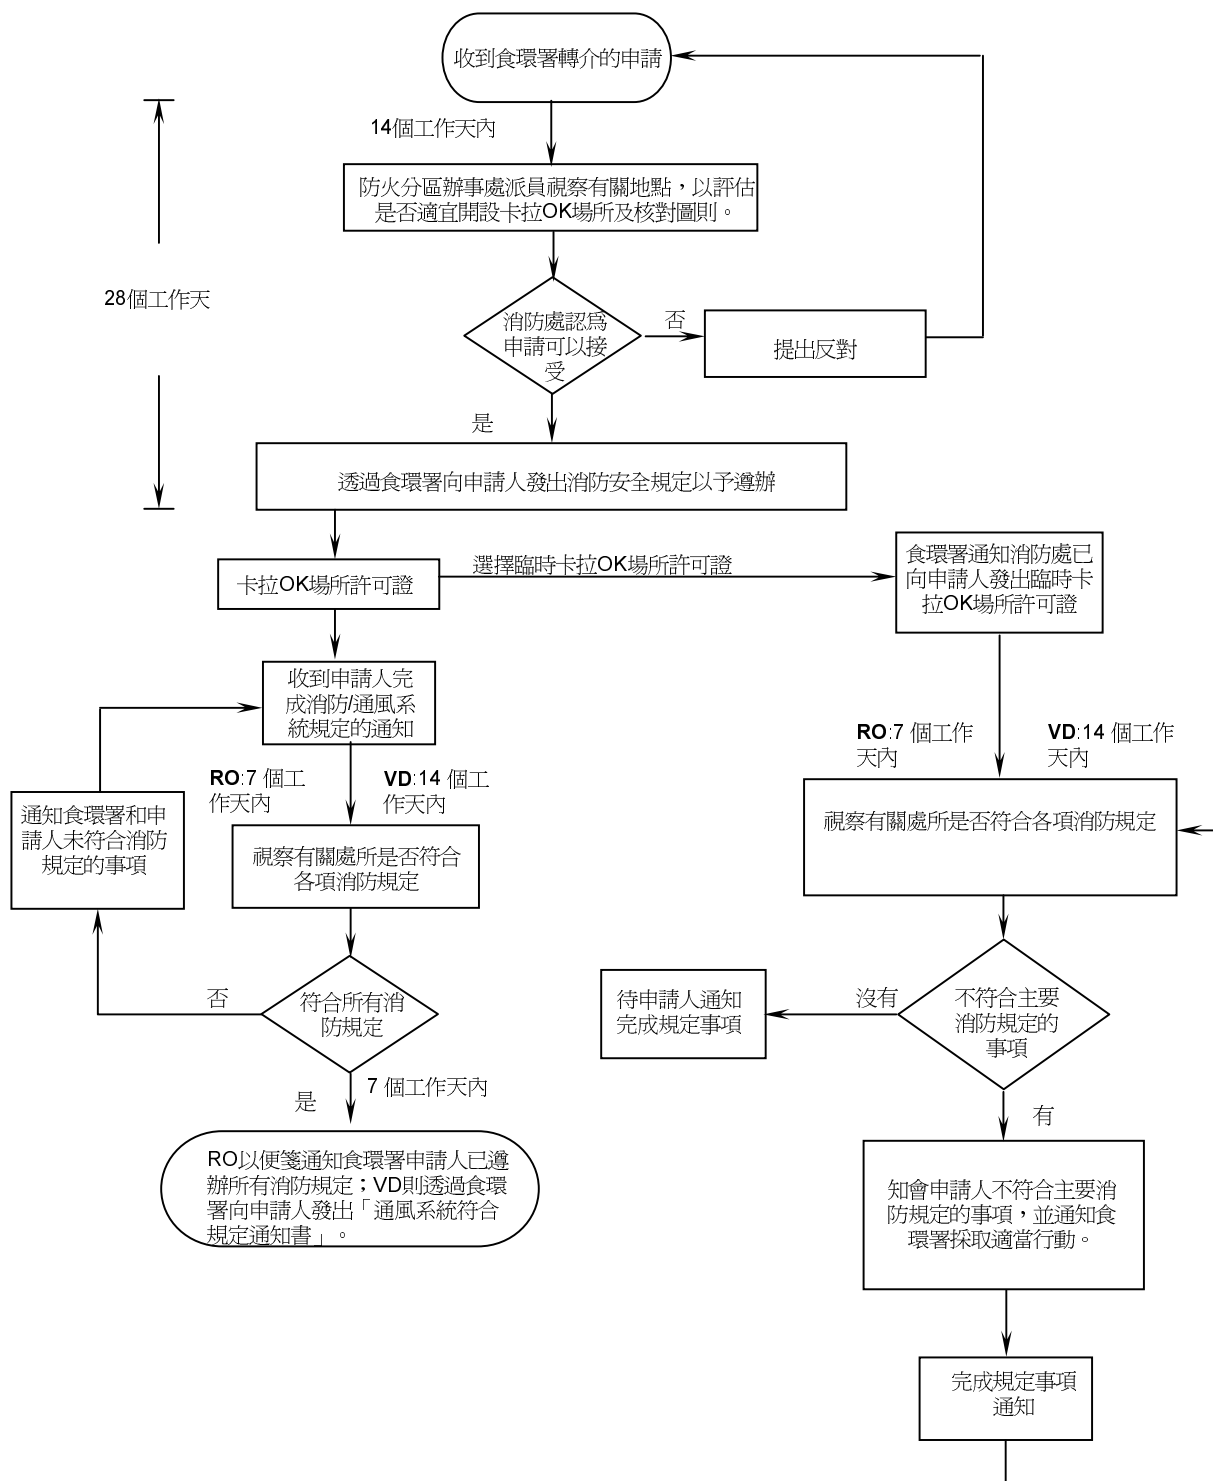 收到食環署轉介的申請
14個工作天內
防火分區辦事處派員視察有關地點，以評估
是否適宜開設卡拉OK場所及核對圖則。
28個工作天
消防處認為
申請可以接
受
否
提出反對
是
透過食環署向申請人發出消防安全規定以予遵辦
卡拉OK場所許可證
選擇臨時卡拉OK場所許可證
食環署通知消防處已
向申請人發出臨時卡
拉OK場所許可證
收到申請人完
成消防/通風系
統規定的通知
RO:7 個工
作天內
VD:14 個工
作天內
通知食環署和申
請人未符合消防
規定的事項
視察有關處所是否符合
各項消防規定
否
符合所有消
防規定
是
7 個工作天內
RO以便箋通知食環署申請人已遵
辦所有消防規定；VD則透過食環
署向申請人發出「通風系統符合
規定通知書」。
RO:7 個工作
天內
VD:14 個工作
天內
視察有關處所是否符合各項消防規定
不符合主要
消防規定的
事項
沒有
待申請人通知
完成規定事項
有
知會申請人不符合主要消
防規定的事項，並通知食
環署採取適當行動。
完成規定事項
通知